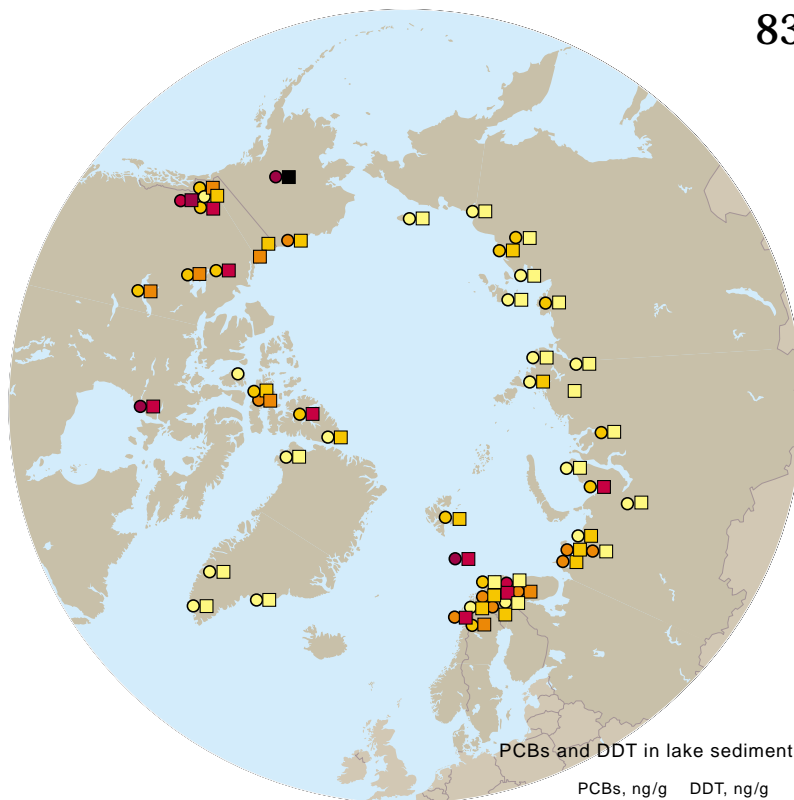 83
PCBs and DDT in lake sediment
PCBs, ng/g DDT, ng/g